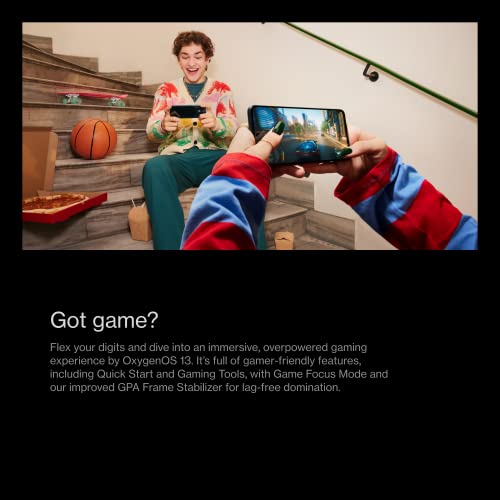 Got game?
Flex your digits and dive into an immersive, overpowered gaming
experience by OxygenOS 13. It's full of gamer-friendly features,
including Quick Start and Gaming Tools, with Game Focus Mode and
our improved GPA Frame Stabilizer for lag-free domination.